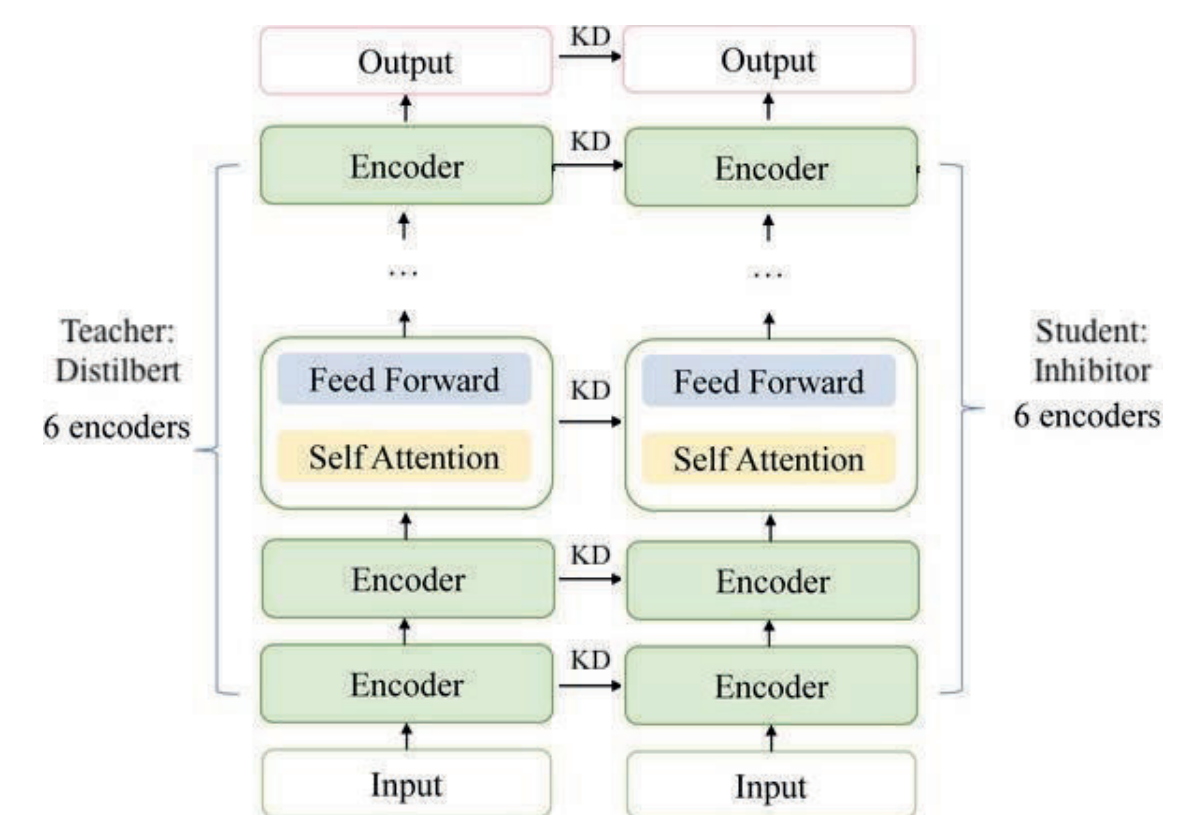 Output
KD
Output
Encoder
KD
Encoder
...
...
Teacher:
Distilbert
6 encoders
Feed Forward
Self Attention
KD
Feed Forward
Self Attention
Student:
Inhibitor
6 encoders
Encoder
KD
Encoder
Encoder
KD
Encoder
Input
Input